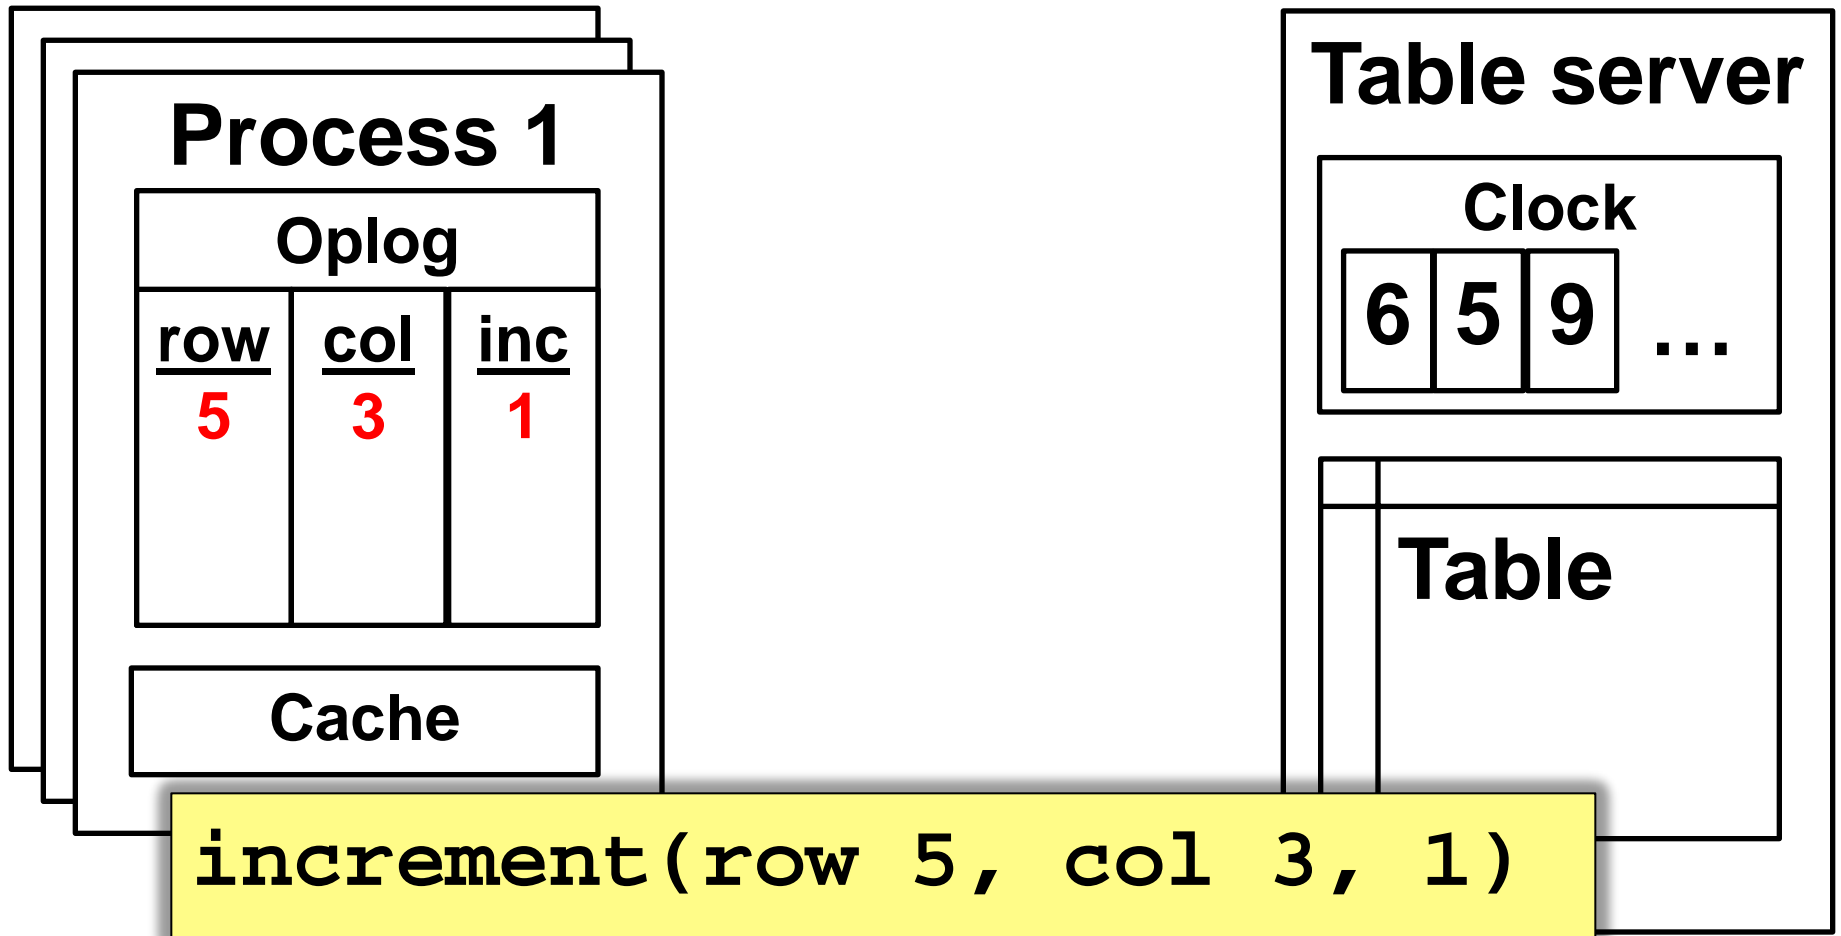 Process 1
Oplog
row col inc
5 3 1
Cache
Table server
Clock
6 5 9 ...
Table
increment(row 5, col 3, 1)